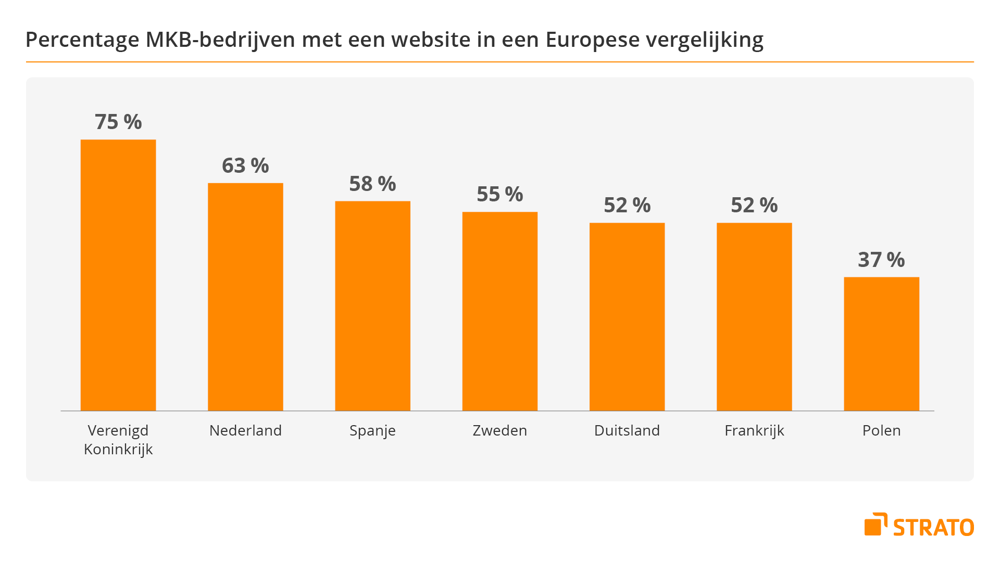 Percentage MKB-bedrijven met een website in een Europese vergelijking
75 %
63 %
58 %
55 %
52 %
52 %
37 %
Verenigd
Koninkrijk
Nederland
Spanje
Zweden
Duitsland
Frankrijk
Polen
STRATO